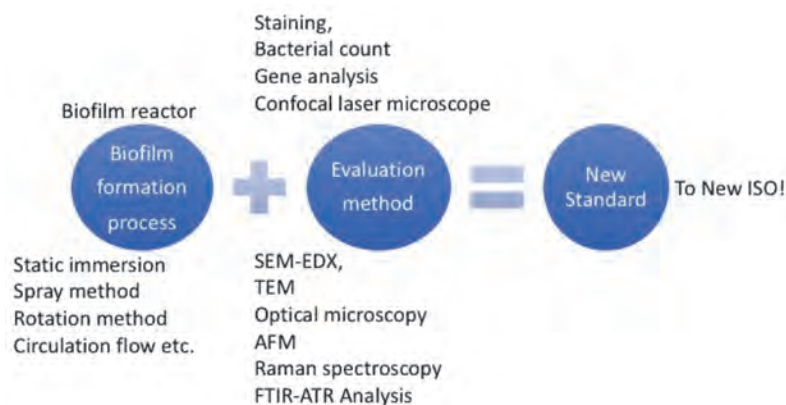 Staining,
Bacterial count
Gene analysis
Confocal laser microscope
Biofilm reactor
Biofilm
formation
process
Evaluation
method
New
Standard
To New ISO!
Static immersion
Spray method
Rotation method
Circulation flow etc.
SEM-EDX,
TEM
Optical microscopy
AFM
Raman spectroscopy
FTIR-ATR Analysis